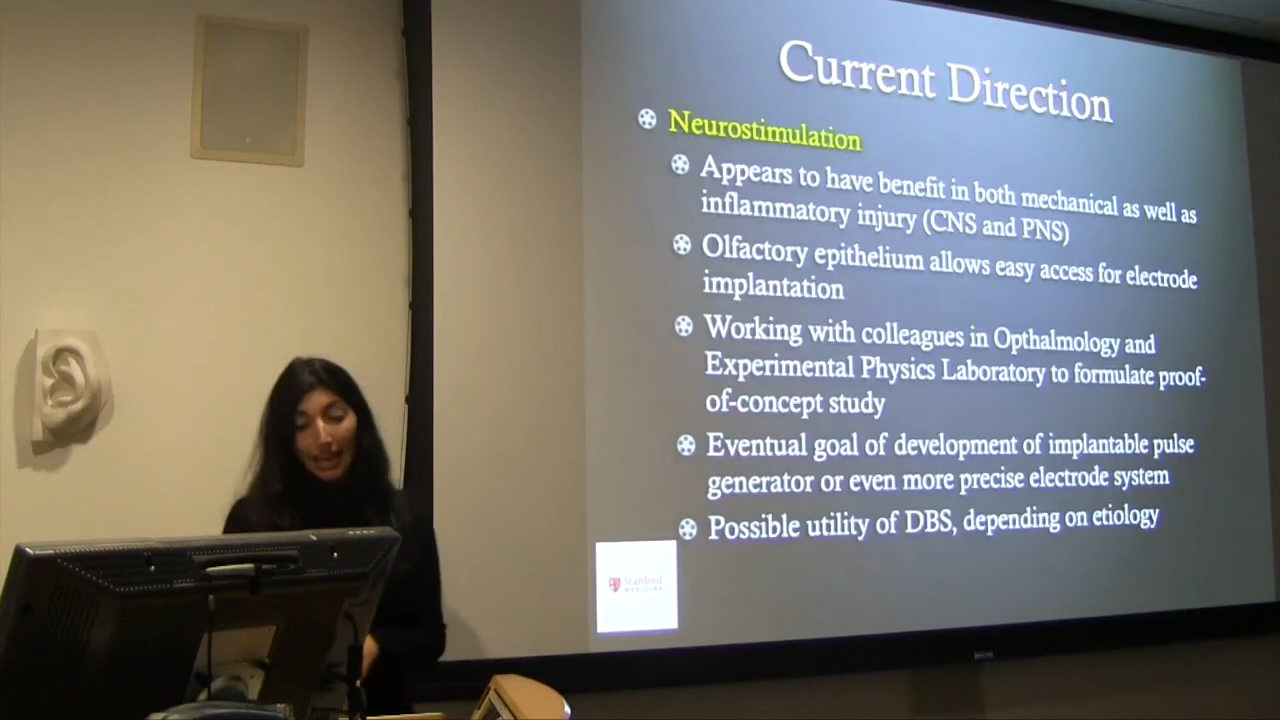 Current Direction
Neurostimulation
Appears to have benefit in both mechanical as well as
inflammatory injury (CNS and PNS)
Olfactory epithelium allows easy access for electrode
implantation
Working with colleagues in Opthalmology and
Experimental Physics Laboratory to formulate proof-
of-concept study
Eventual goal of development of implantable pulse
generator or even more precise electrode system
Possible utility of DBS, depending on etiology
Stanford
MEDICINE